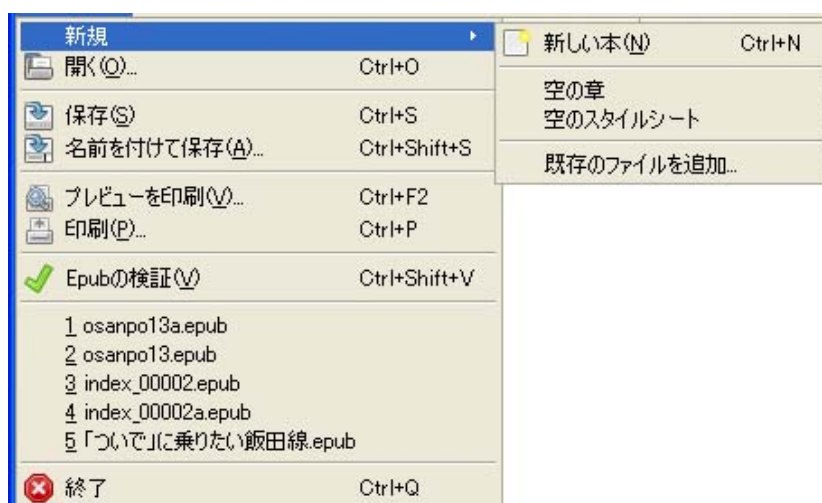 新規
開く(O)... Ctrl+O
保存(S) Ctrl+S
名前を付けて保存(A)... Ctrl+Shift+S
プレビューを印刷(V)... Ctrl+F2
印刷(P)... Ctrl+P
Epubの検証(V) Ctrl+Shift+V
1 osanpo13a.epub
2 osanpo13.epub
3 index_00002.epub
4 index_00002a.epub
5 「ついで」に乗りたい飯田線.epub
終了 Ctrl+Q
新しい本(N) Ctrl+N
空の章
空のスタイルシート
既存のファイルを追加...